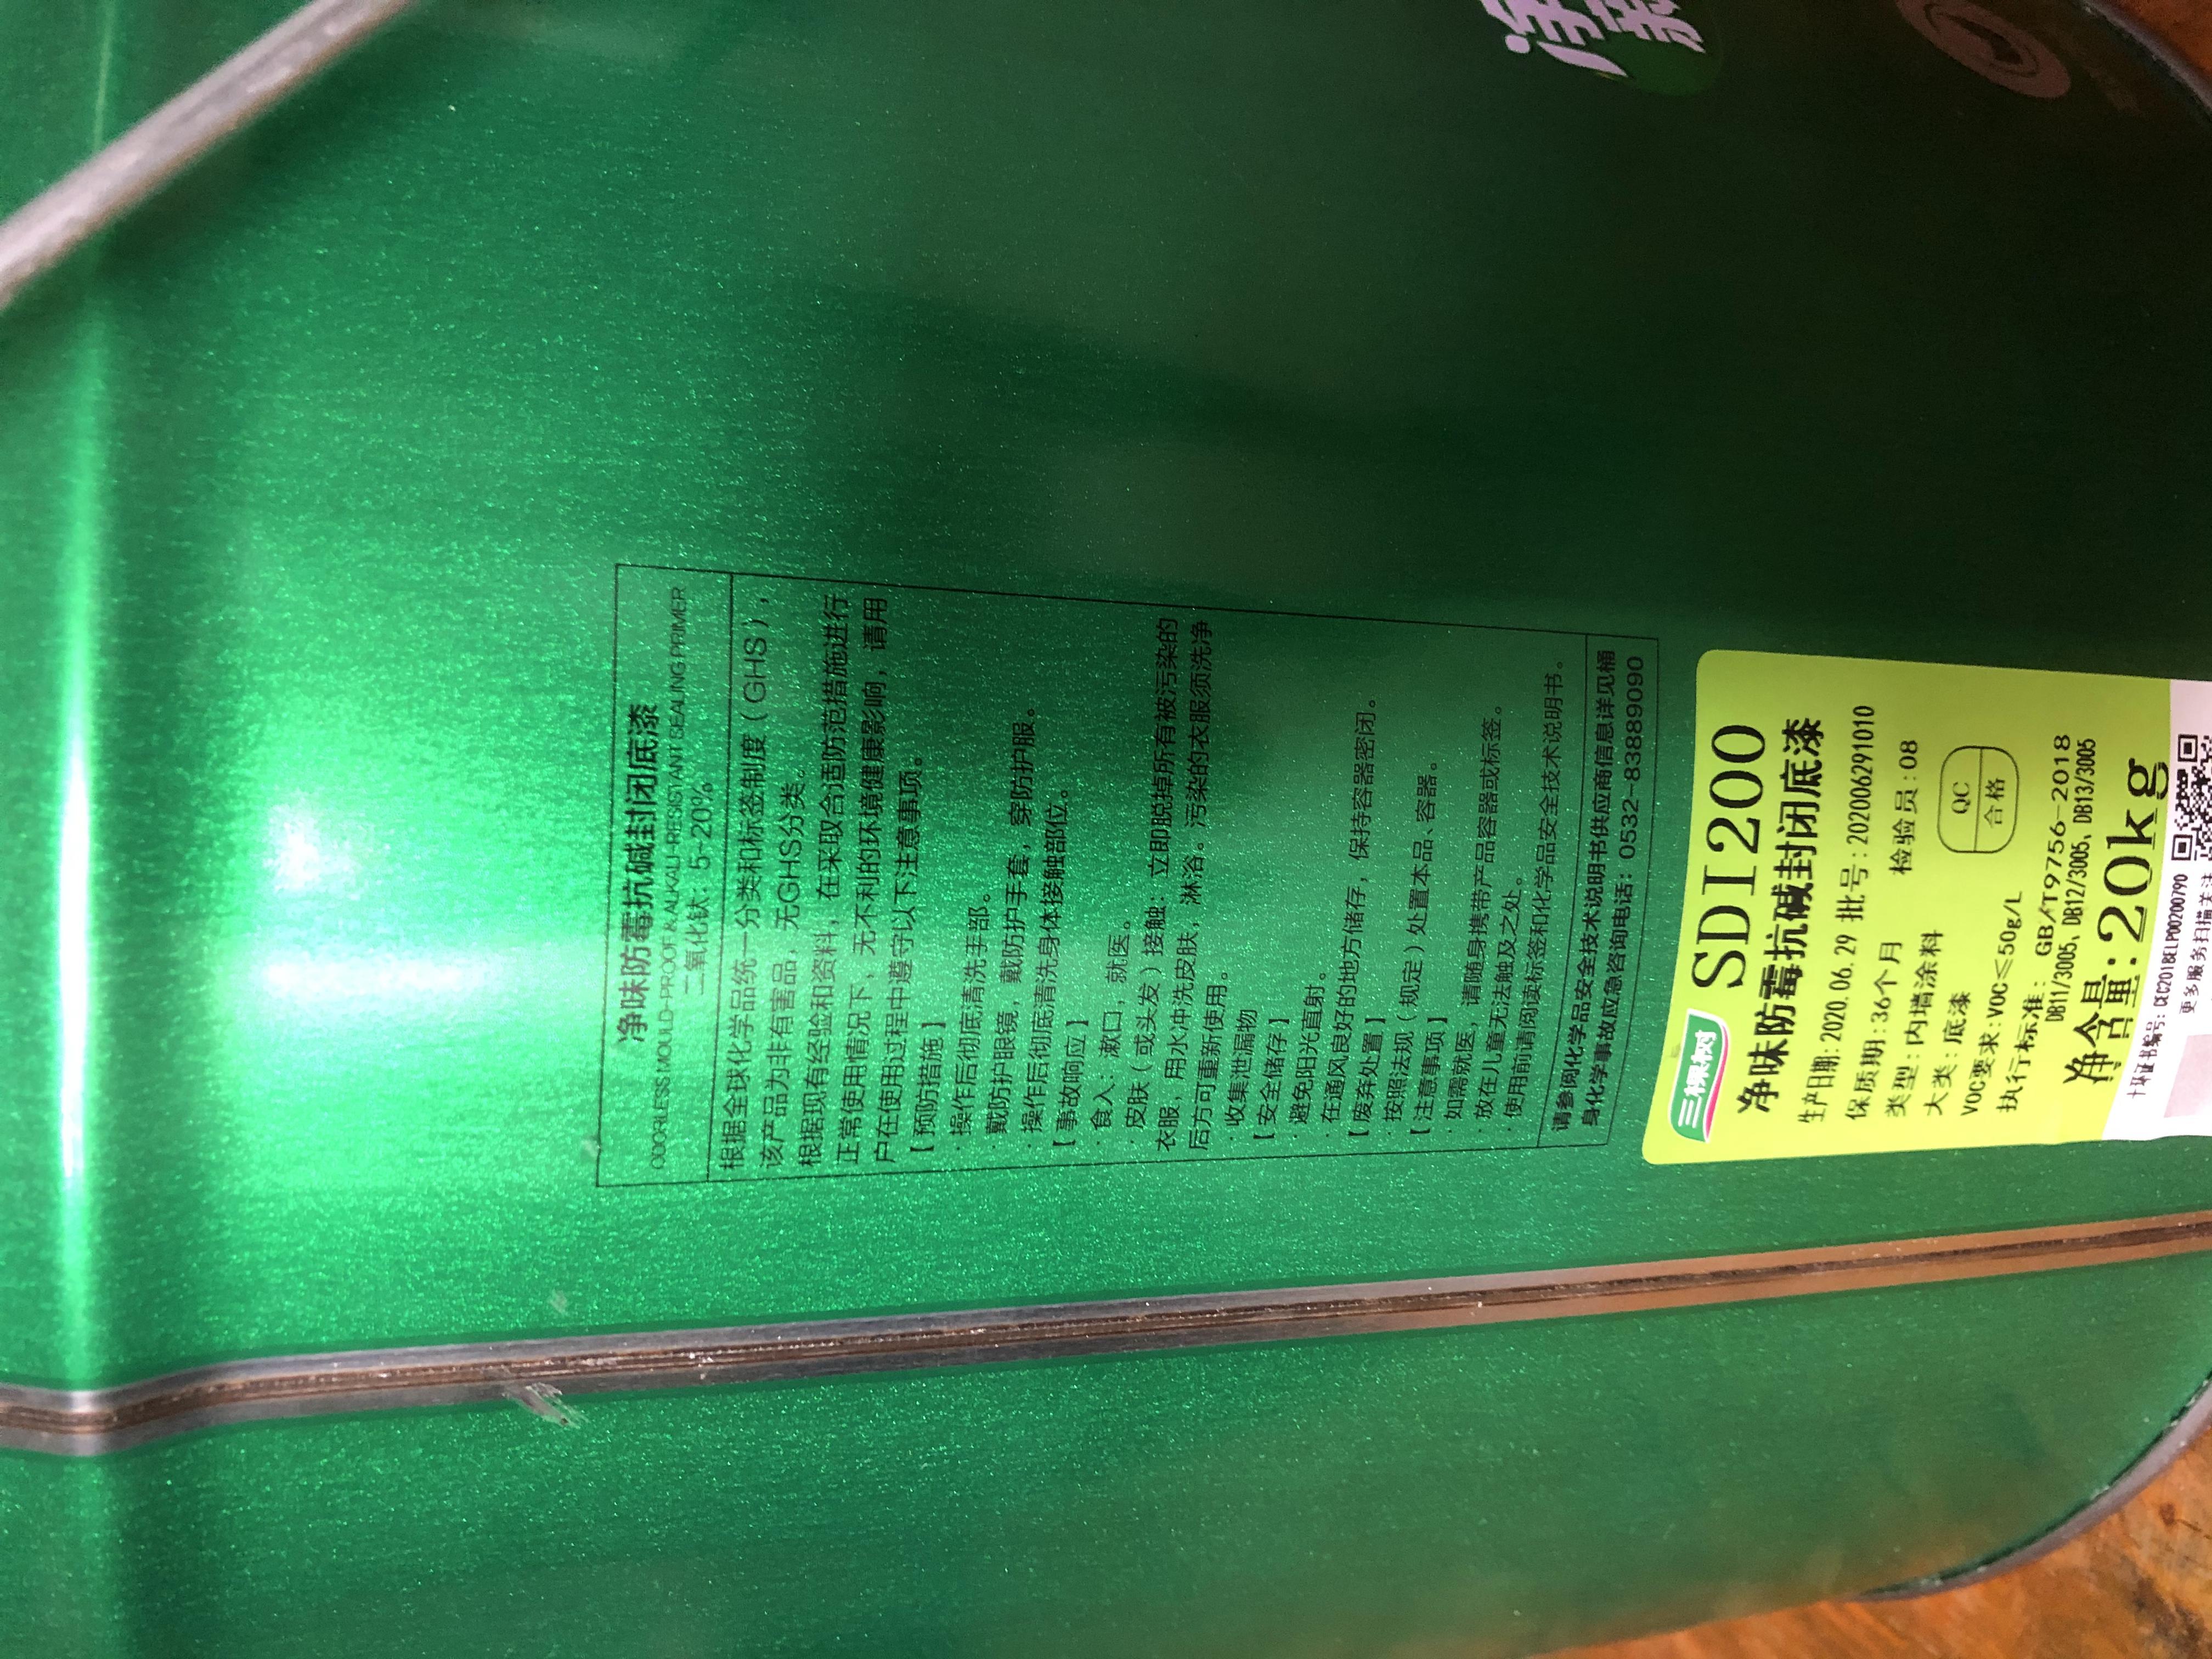 净味防霉抗碱封闭底漆
ODORLESS MOULD-PROOF & ALKALI-RESISTANT SEALING PRIMER
二氧化钛：5-20%
根据全球化学品统一分类和标签制度（GHS），
该产品为非有害品，无GHS分类。
根据现有经验和资料，在采取合适防范措施进行
正常使用情况下，无不利的环境健康影响，请用
户在使用过程中遵守以下注意事项。
【预防措施】
·操作后彻底清洗手部。
·戴防护眼镜，戴防护手套，穿防护服。
·操作后彻底清洗身体接触部位。
【事故响应】
·食入：漱口，就医。
·皮肤（或头发）接触：立即脱掉所有被污染的
衣服，用水冲洗皮肤，淋浴。污染的衣服须洗净
后方可重新使用。
·收集泄漏物
【安全储存】
·避免阳光直射。
·在通风良好的地方储存，保持容器密闭。
【废弃处置】
·按照法规（规定）处置本品、容器。
【注意事项】
·如需就医，请随身携带产品容器或标签。
·放在儿童无法触及之处。
·使用前请阅读标签和化学品安全技术说明书。
请参阅化学品安全技术说明书供应商信息详见桶
身化学事故应急咨询电话：0532-83889090
三棵树 SDI200
净味防霉抗碱封闭底漆
生产日期:2020.06.29 批号:202006291010
保质期:36个月 检验员:08
类型:内墙涂料
大类:底漆
QC
合格
VOC要求:VOC≤50g/L
执行标准: GB/T9756-2018
DB11/3005、DB12/3005、DB13/3005
净含量:20kg
十环证书编号: CEC2018ELP00200790
更多服务扫描关注
净味